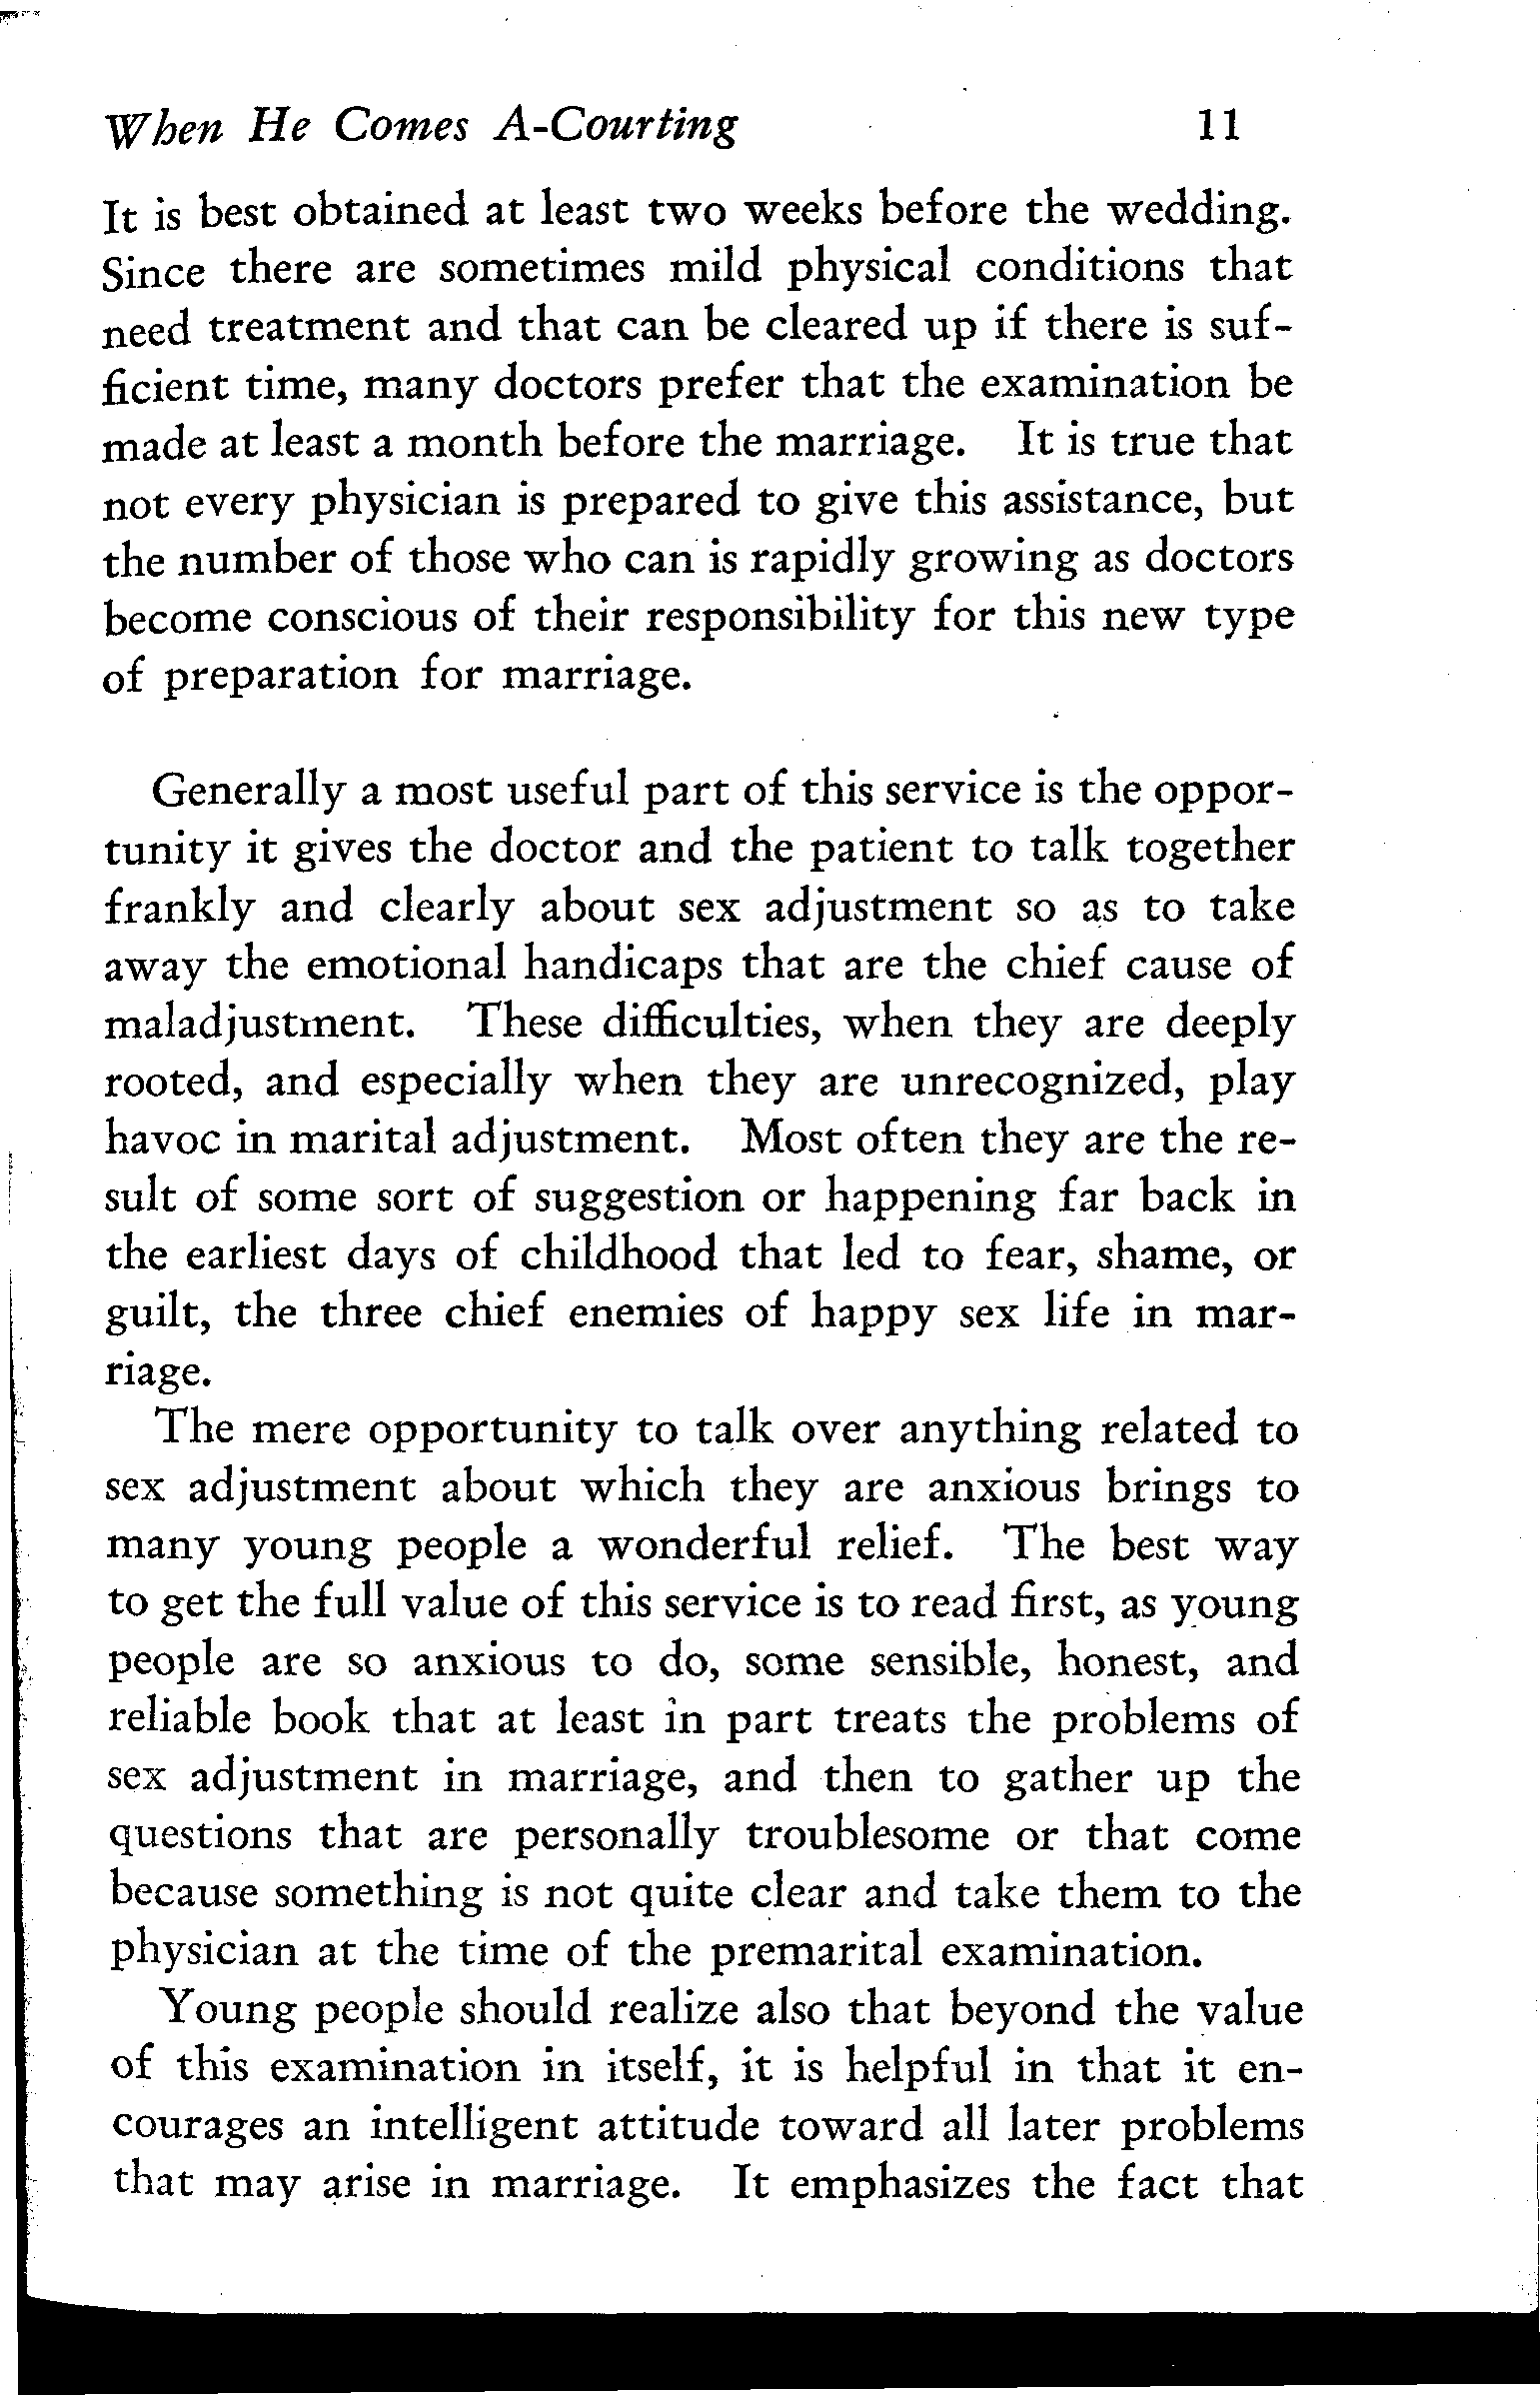 When He Comes A-Courting 11
It is best obtained at least two weeks before the wedding.
Since there are sometimes mild physical conditions that
need treatment and that can be cleared up if there is suf-
ficient time, many doctors prefer that the examination be
made at least a month before the marriage. It is true that
not every physician is prepared to give this assistance, but
the number of those who can is rapidly growing as doctors
become conscious of their responsibility for this new type
of preparation for marriage.
Generally a most useful part of this service is the oppor-
tunity it gives the doctor and the patient to talk together
frankly and clearly about sex adjustment so as to take
away the emotional handicaps that are the chief cause of
maladjustment. These difficulties, when they are deeply
rooted, and especially when they are unrecognized, play
havoc in marital adjustment. Most often they are the re-
sult of some sort of suggestion or happening far back in
the earliest days of childhood that led to fear, shame, or
guilt, the three chief enemies of happy sex life in mar-
riage.
The mere opportunity to talk over anything related to
sex adjustment about which they are anxious brings to
many young people a wonderful relief. The best way
to get the full value of this service is to read first, as young
people are so anxious to do, some sensible, honest, and
reliable book that at least in part treats the problems of
sex adjustment in marriage, and then to gather up the
questions that are personally troublesome or that come
because something is not quite clear and take them to the
physician at the time of the premarital examination.
Young people should realize also that beyond the value
of this examination in itself, it is helpful in that it en-
courages an intelligent attitude toward all later problems
that may arise in marriage. It emphasizes the fact that